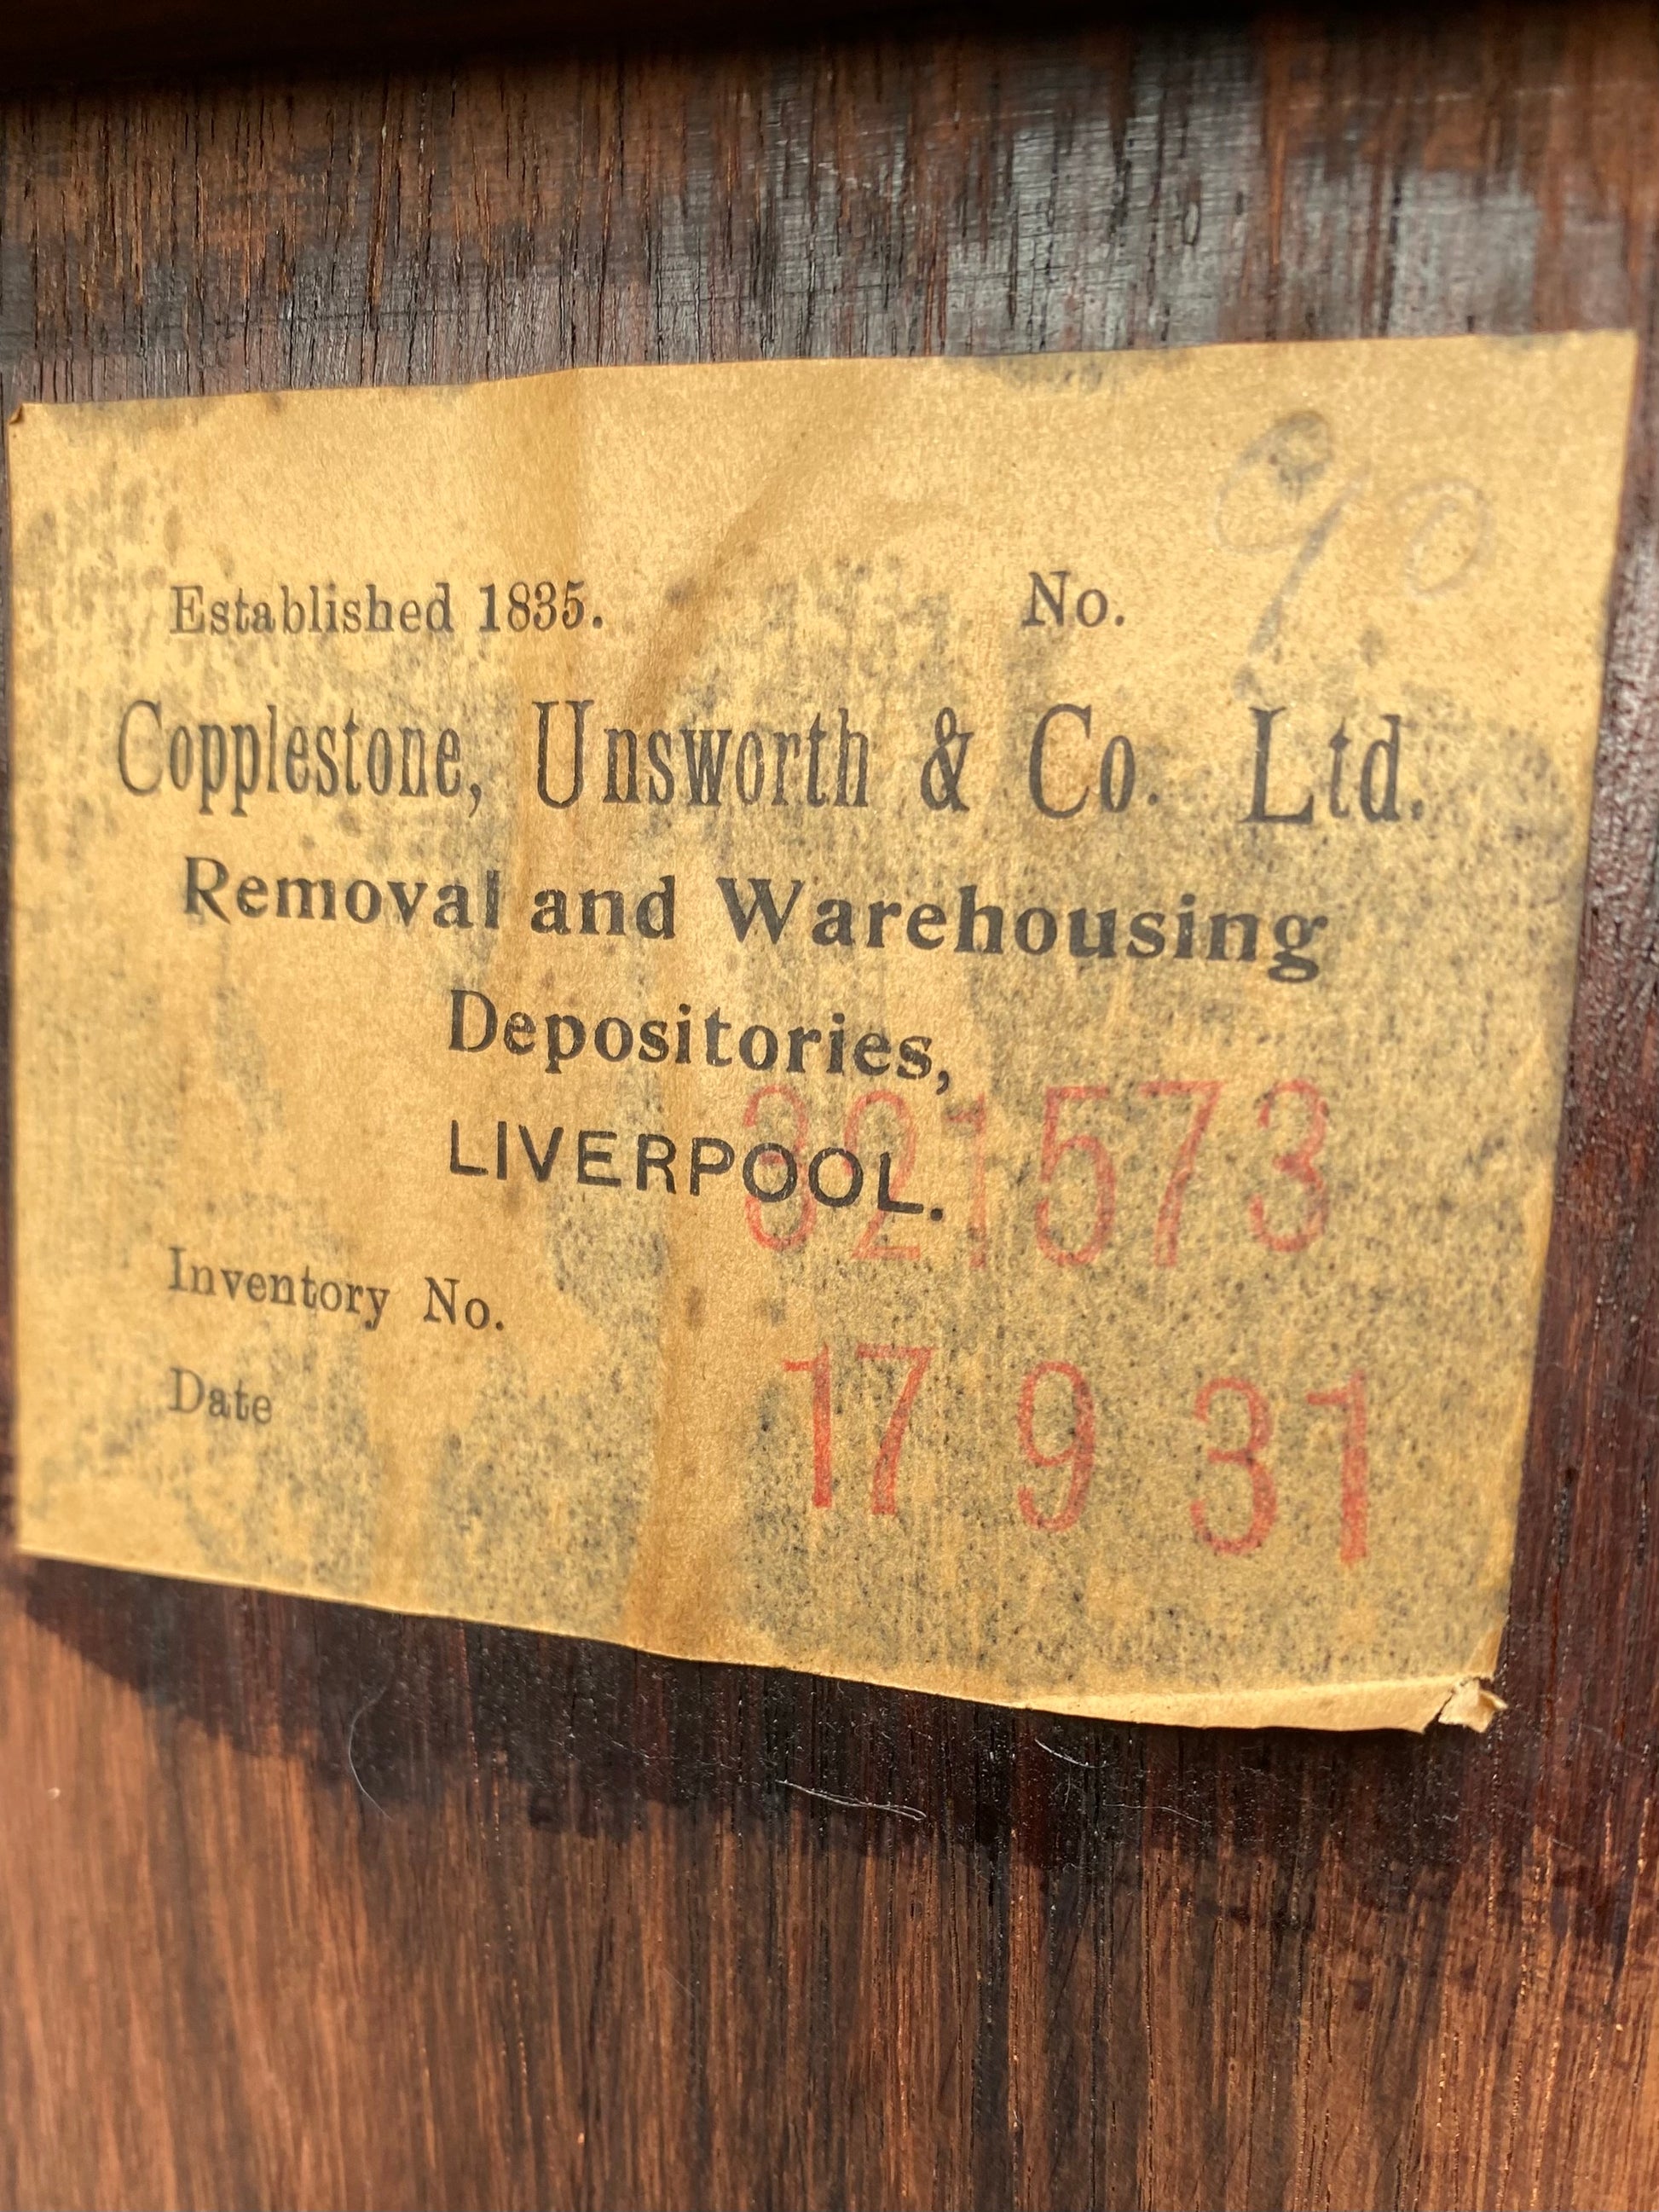 90
Established 1835. No.
Copplestone, Unsworth & Co. Ltd.
Removal and Warehousing
Depositories,
LIVERPOOL.
321573
Inventory No.
Date
17 9 31